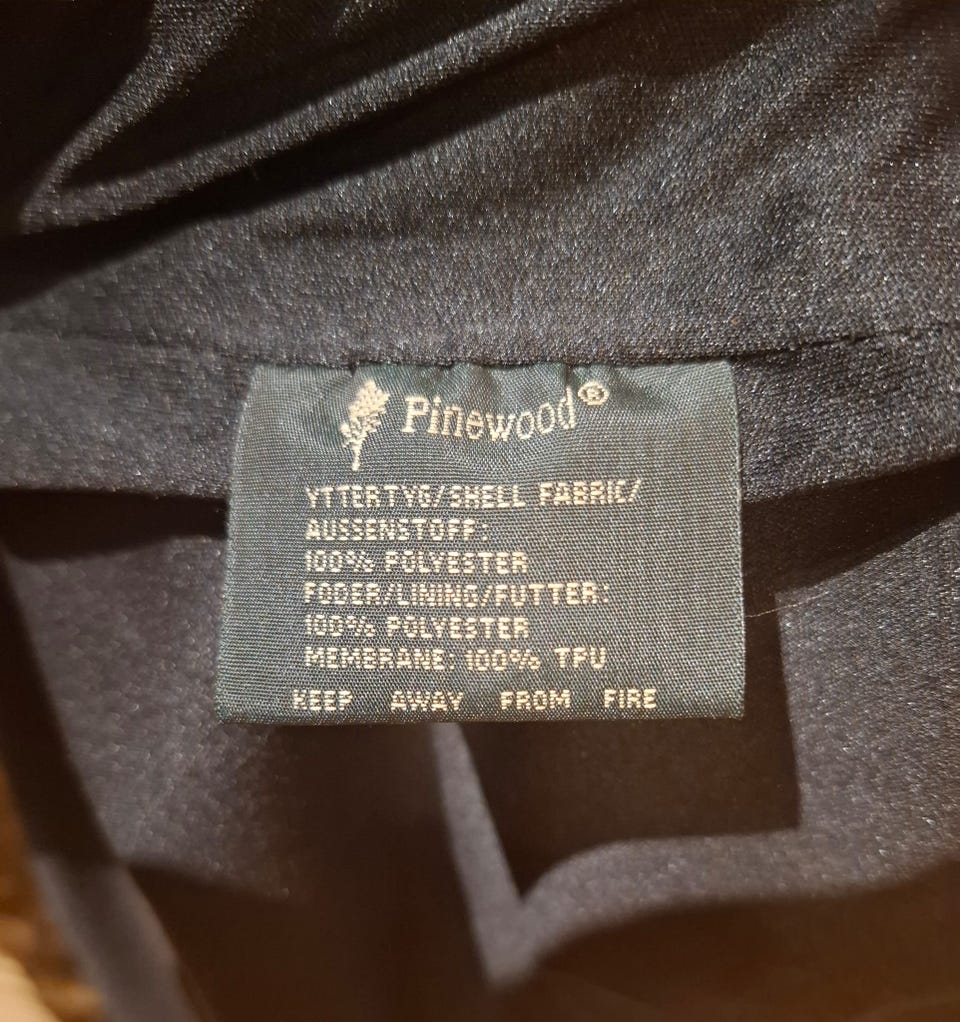 Pinewood®
YTTERTYG/SHELL FABRIC/
AUSSENSTOFF:
100% POLYESTER
FODER/LINING/FUTTER:
100% POLYESTER
MEMBRANE: 100% TPU
KEEP AWAY FROM FIRE